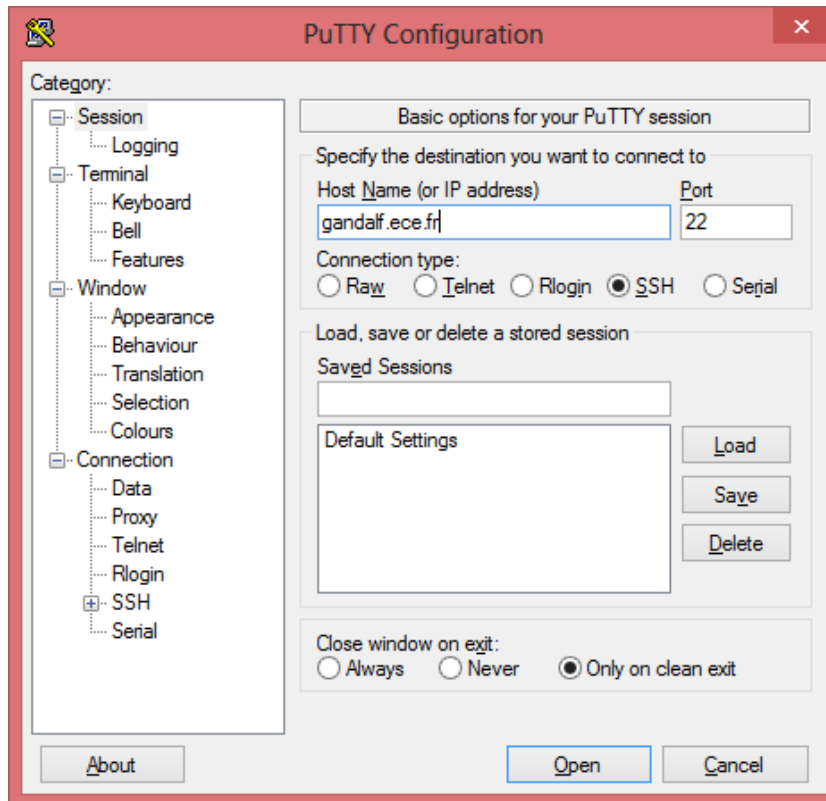 PuTTY Configuration
Category:
Session
Logging
Terminal
Keyboard
Bell
Features
Window
Appearance
Behaviour
Translation
Selection
Colours
Connection
Data
Proxy
Telnet
Rlogin
SSH
Serial
Basic options for your PuTTY session
Specify the destination you want to connect to
Host Name (or IP address) Port
gandalf.ece.fr 22
Connection type:
Raw Telnet Rlogin SSH Serial
Load, save or delete a stored session
Saved Sessions
Default Settings
Load
Save
Delete
Close window on exit:
Always Never Only on clean exit
About Open Cancel